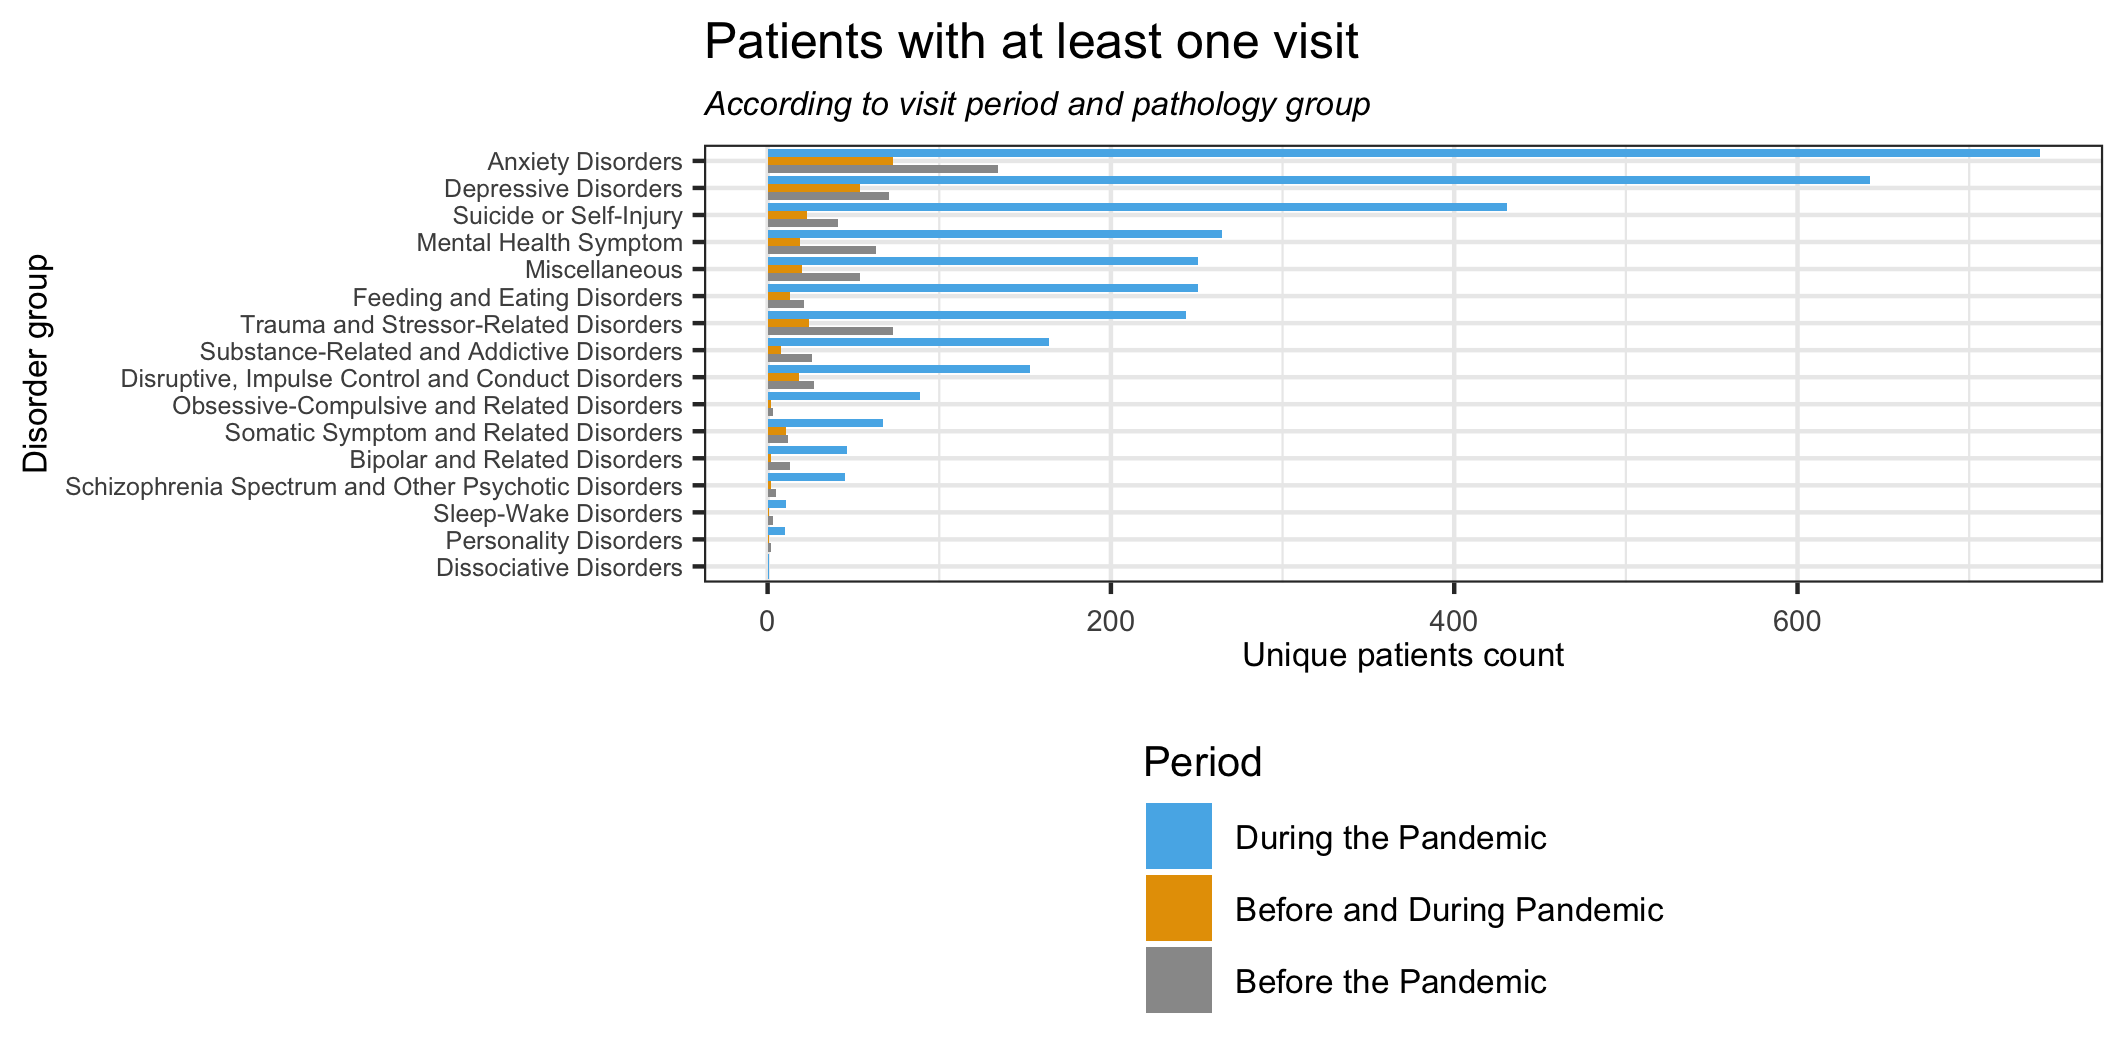 Patients with at least one visit
According to visit period and pathology group
Disorder group
Anxiety Disorders
Depressive Disorders
Suicide or Self-Injury
Mental Health Symptom
Miscellaneous
Feeding and Eating Disorders
Trauma and Stressor-Related Disorders
Substance-Related and Addictive Disorders
Disruptive, Impulse Control and Conduct Disorders
Obsessive-Compulsive and Related Disorders
Somatic Symptom and Related Disorders
Bipolar and Related Disorders
Schizophrenia Spectrum and Other Psychotic Disorders
Sleep-Wake Disorders
Personality Disorders
Dissociative Disorders
0 200 400 600
Unique patients count
Period
During the Pandemic
Before and During Pandemic
Before the Pandemic